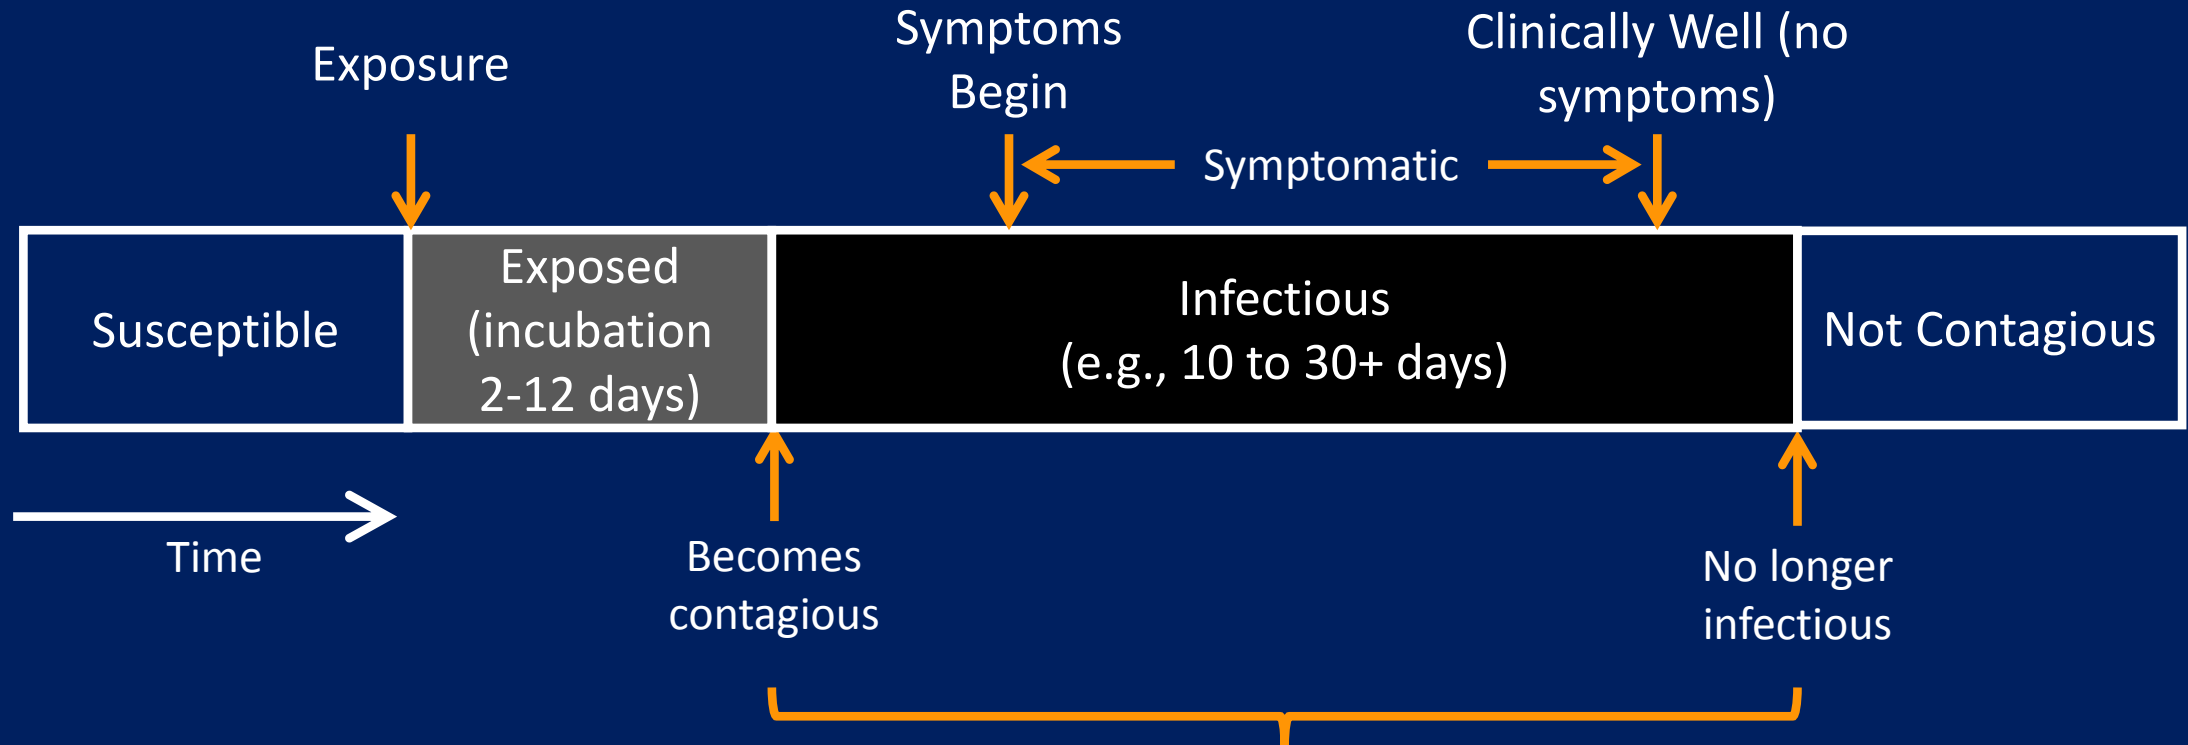 Exposure
Symptoms
Begin
Clinically Well (no
symptoms)
Symptomatic
Susceptible
Exposed
(incubation
2-12 days)
Infectious
(e.g., 10 to 30+ days)
Not Contagious
Time
Becomes
contagious
No longer
infectious